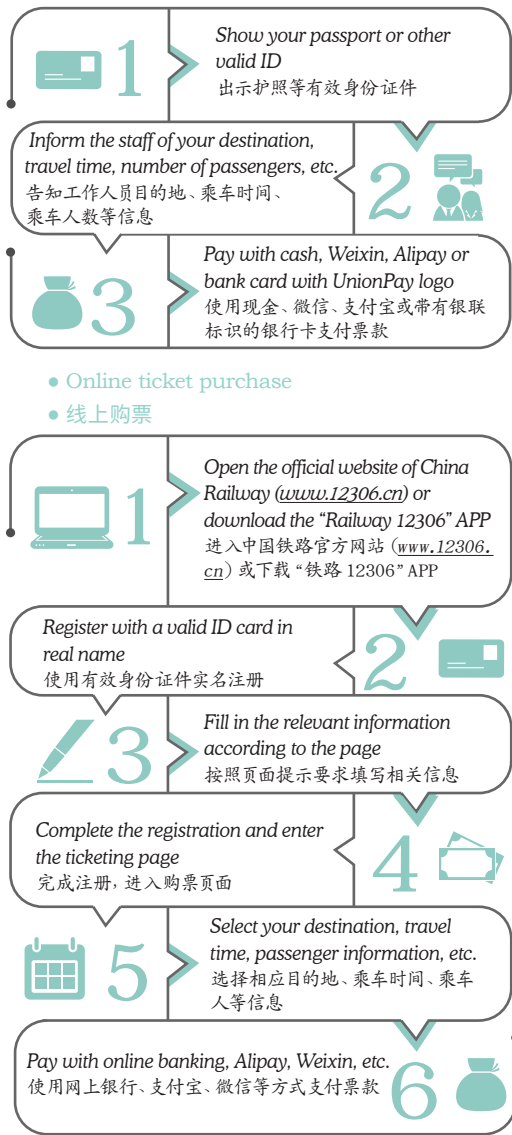 1
Show your passport or other
valid ID
出示护照等有效身份证件
Inform the staff of your destination,
travel time, number of passengers, etc.
告知工作人员目的地、乘车时间、
乘车人数等信息
2
3
Pay with cash, Weixin, Alipay or
bank card with UnionPay logo
使用现金、微信、支付宝或带有银联
标识的银行卡支付票款
• Online ticket purchase
• 线上购票
1
Open the official website of China
Railway (www.12306.cn) or
download the “Railway 12306” APP
进入中国铁路官方网站（www.12306.
cn）或下载“铁路 12306” APP
Register with a valid ID card in
real name
使用有效身份证件实名注册
2
3
Fill in the relevant information
according to the page
按照页面提示要求填写相关信息
Complete the registration and enter
the ticketing page
完成注册，进入购票页面
4
5
Select your destination, travel
time, passenger information, etc.
选择相应目的地、乘车时间、乘车
人等信息
Pay with online banking, Alipay, Weixin, etc.
使用网上银行、支付宝、微信等方式支付票款
6